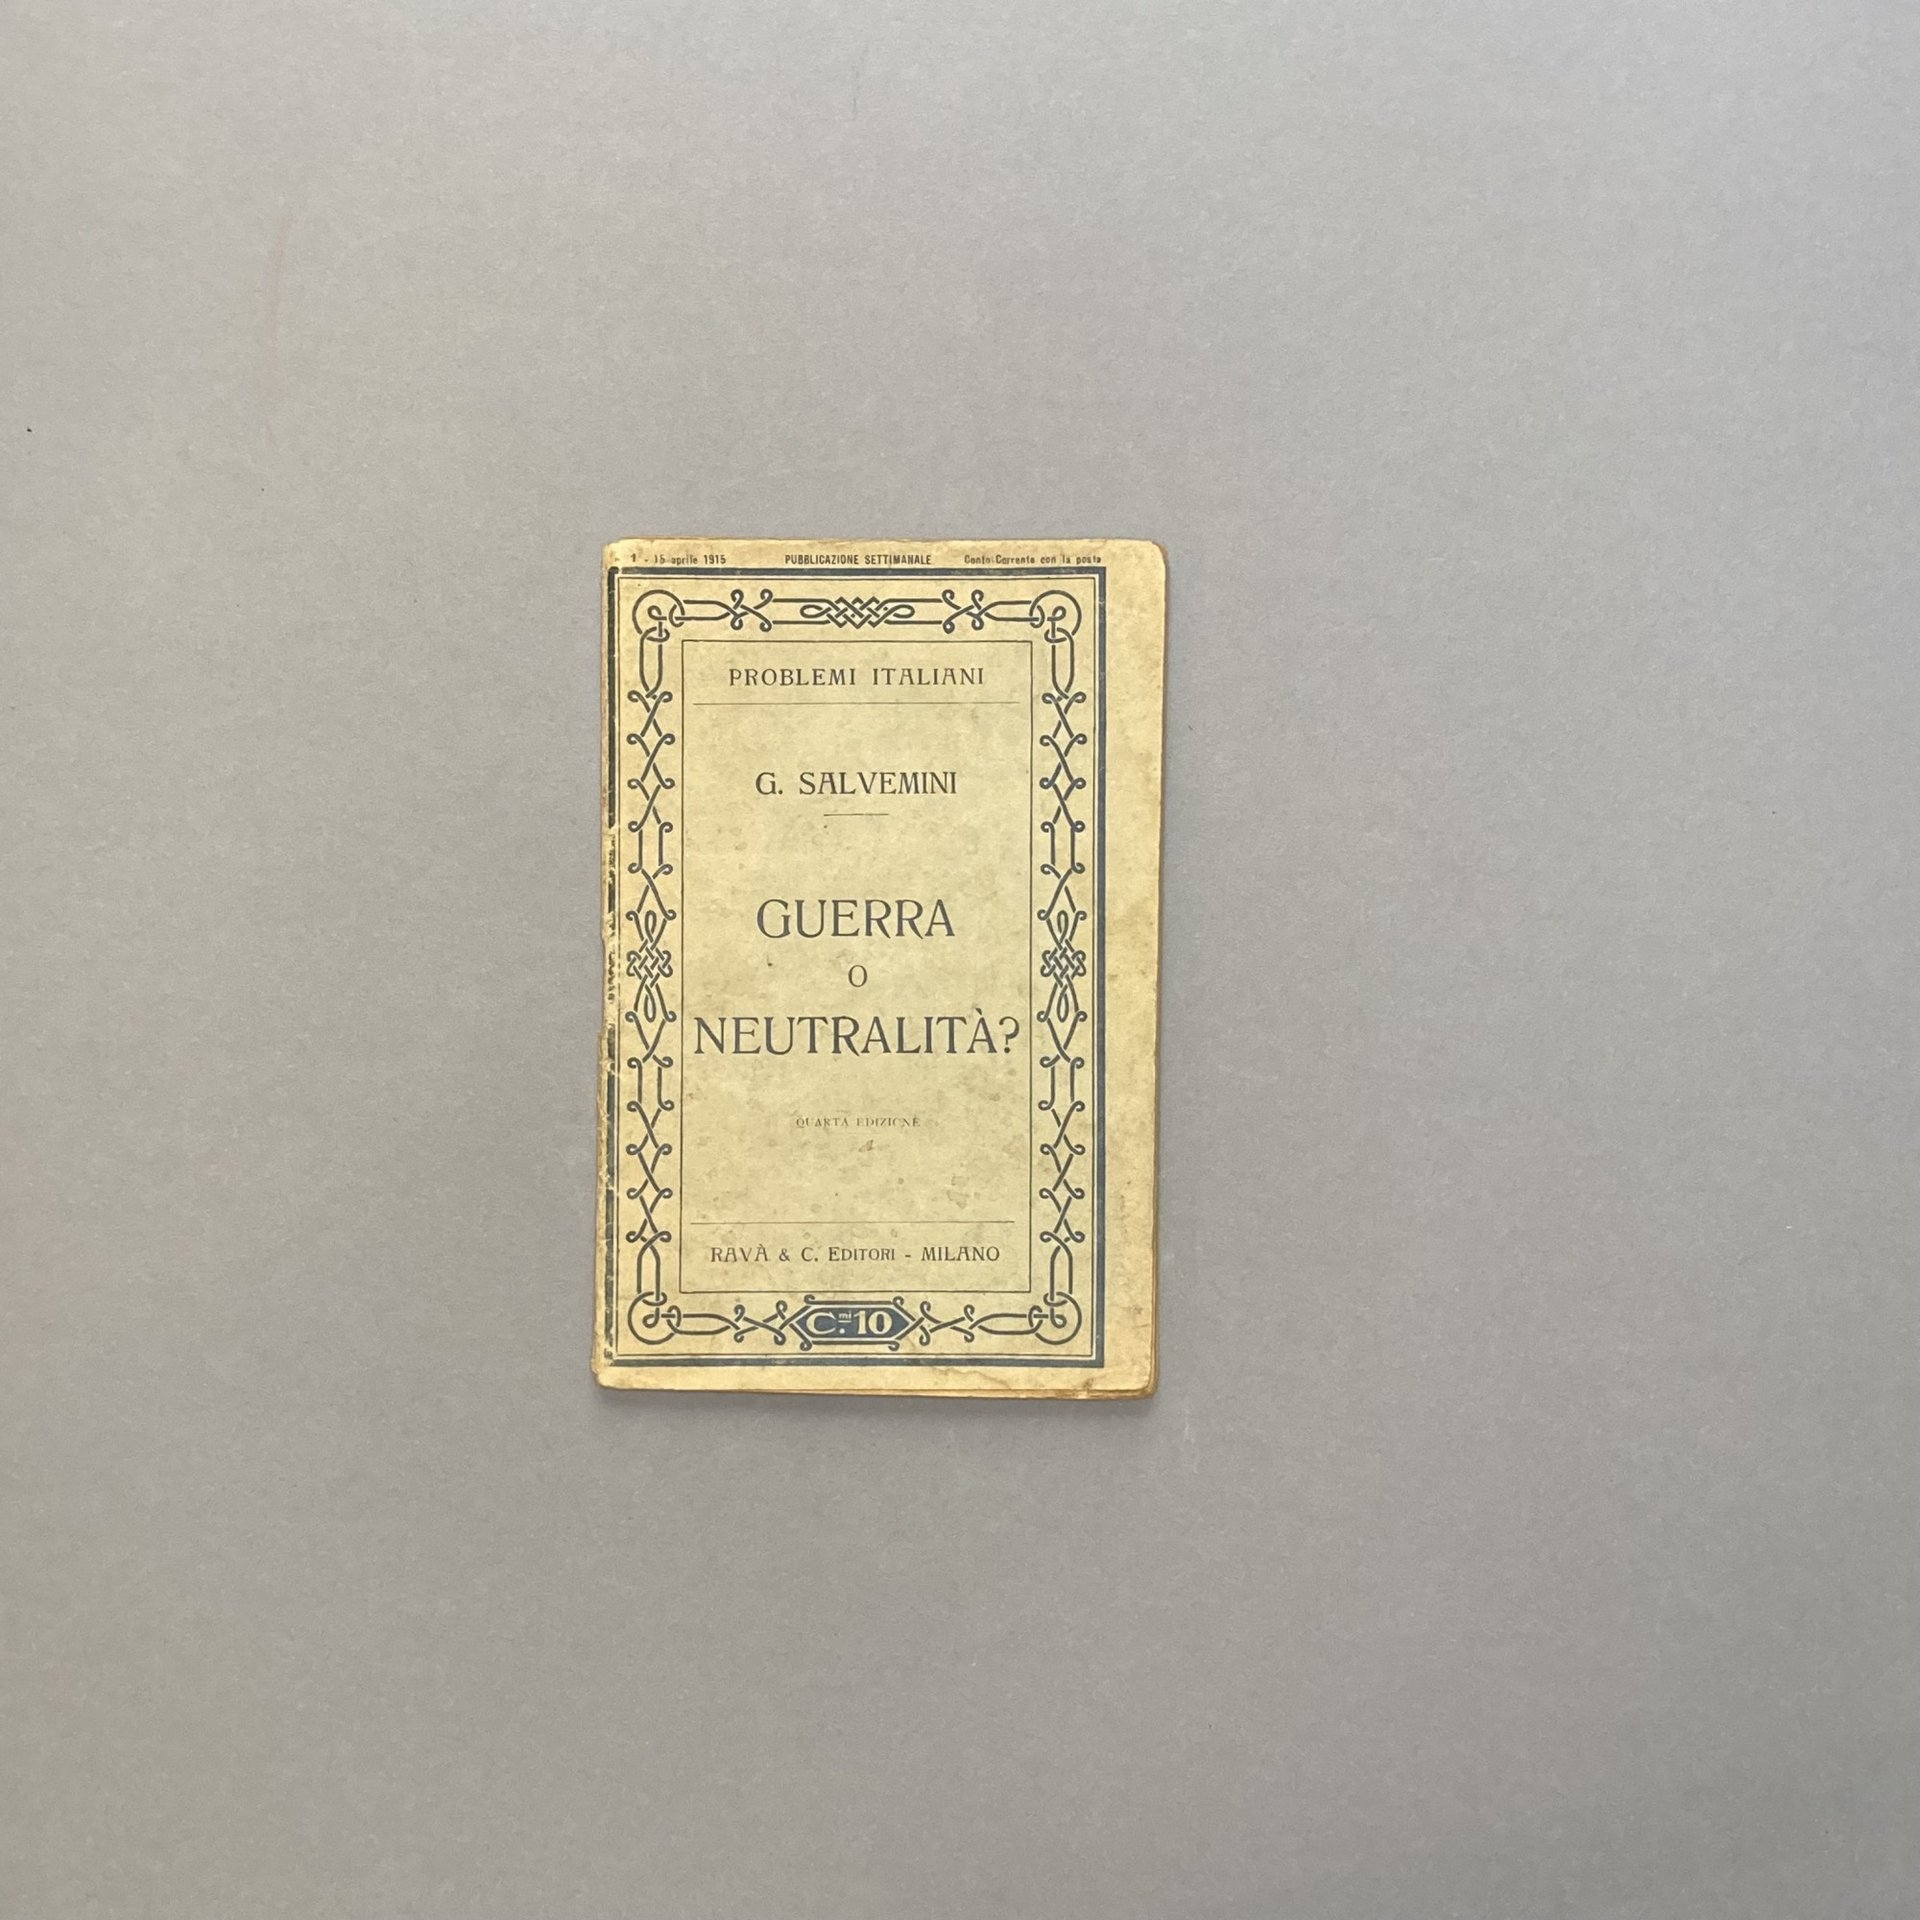 1 - 15 aprile 1915 PUBBLICAZIONE SETTIMANALE Conto Corrente con la posta
PROBLEMI ITALIANI
G. SALVEMINI
GUERRA
O
NEUTRALITÀ?
QUARTA EDIZIONE
RAVÀ & C. EDITORI - MILANO
C.mi 10